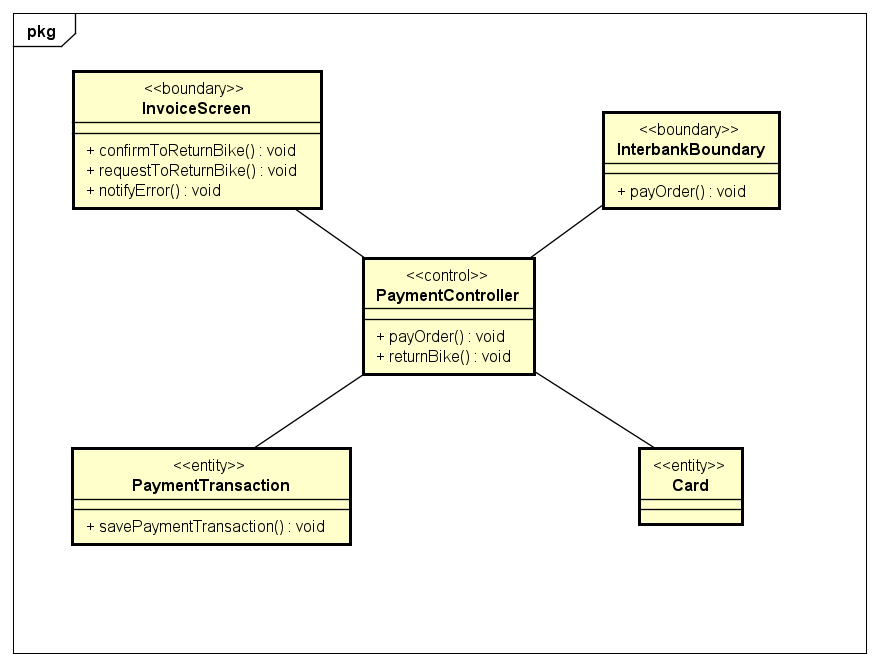 pkg
<<boundary>>
InvoiceScreen
+ confirmToReturnBike() : void
+ requestToReturnBike() : void
+ notifyError() : void
<<boundary>>
InterbankBoundary
+ payOrder() : void
<<control>>
PaymentController
+ payOrder() : void
+ returnBike() : void
<<entity>>
PaymentTransaction
+ savePaymentTransaction() : void
<<entity>>
Card